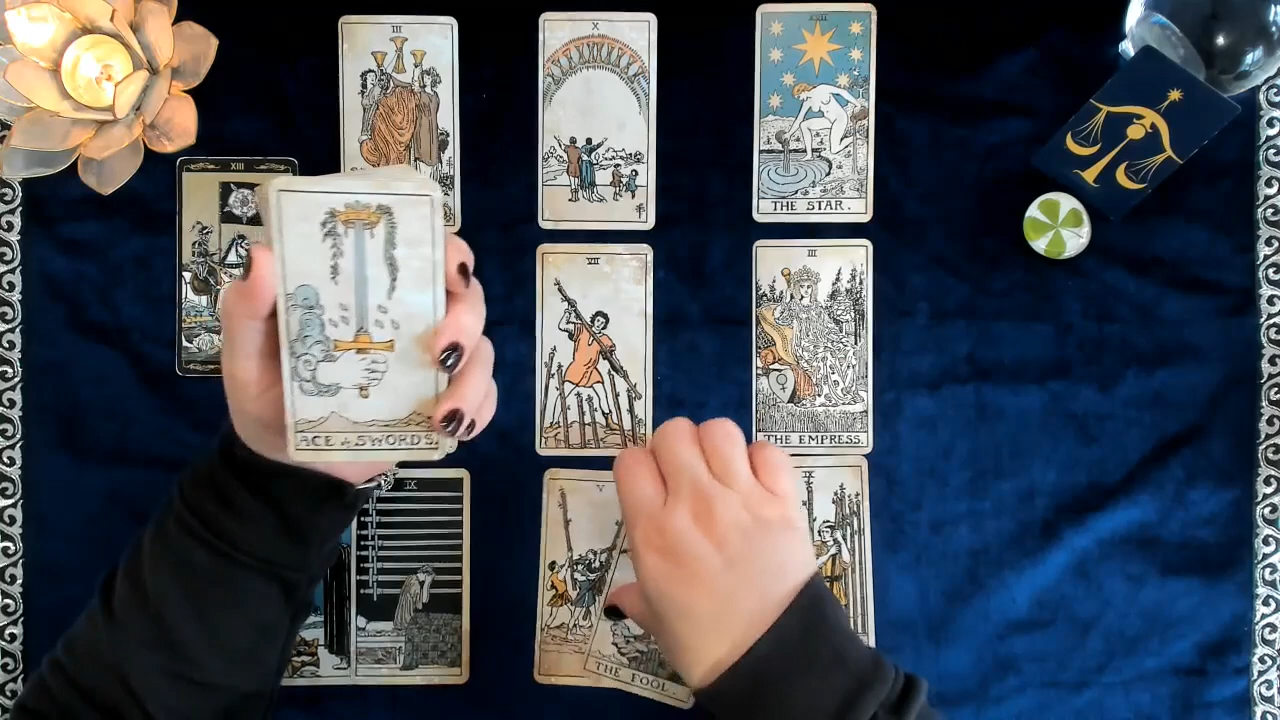 III
X
XVII
THE STAR.
XIII
VII
III
ACE of SWORDS.
THE EMPRESS.
IX
V
IX
THE FOOL.